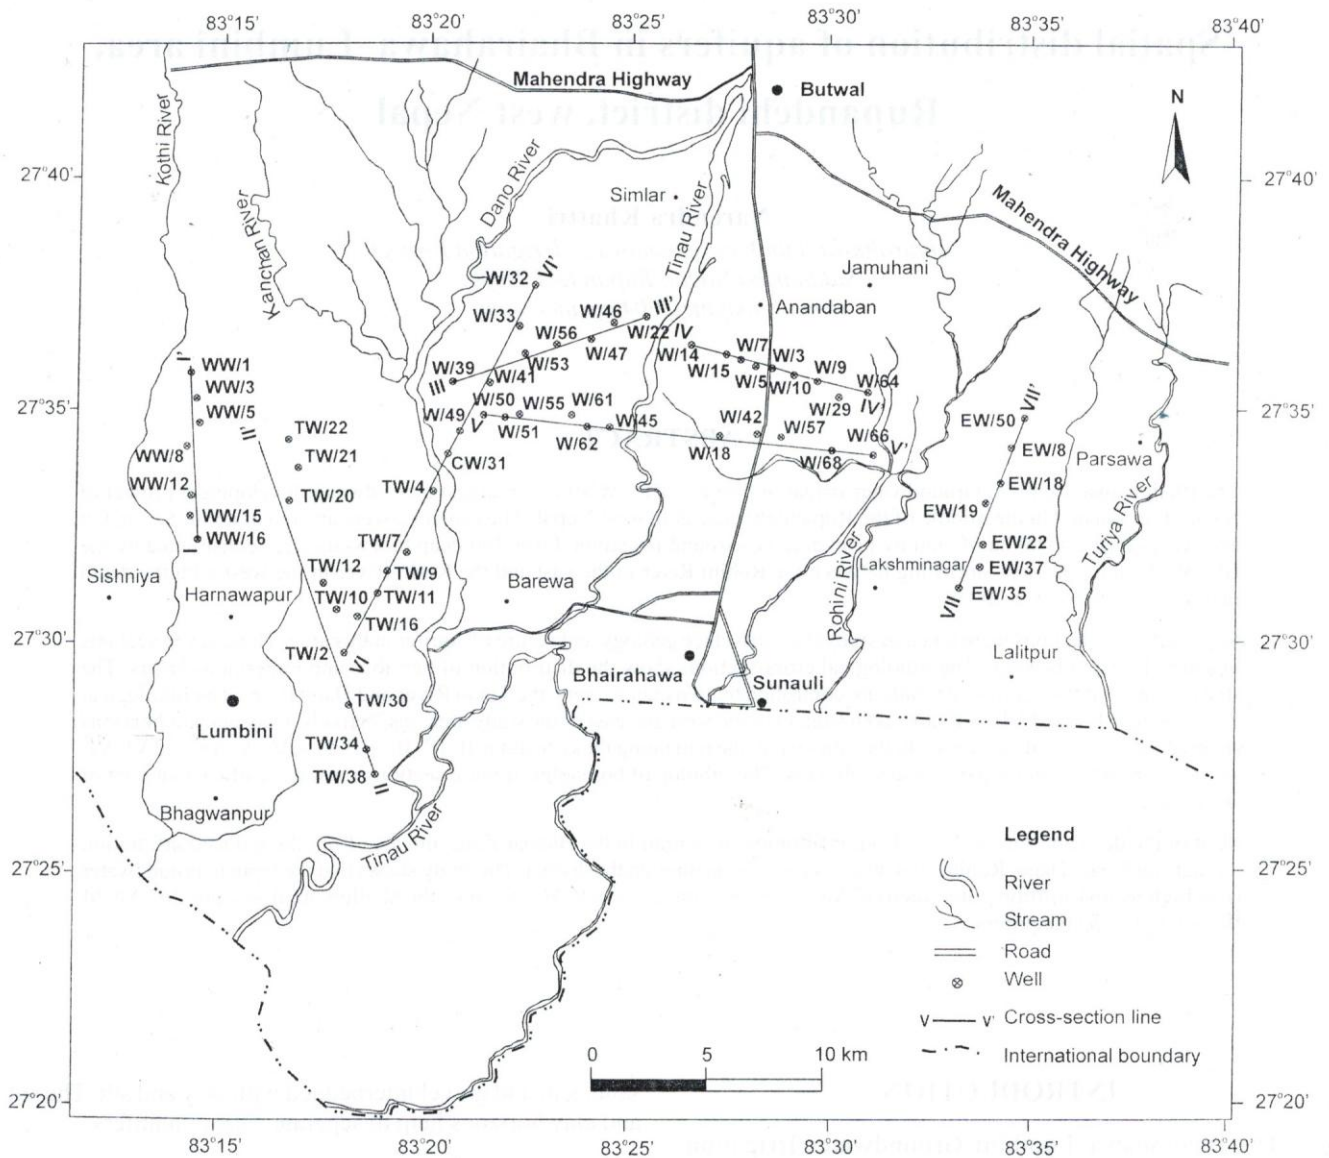 83°15' 83°20' 83°25' 83°30' 83°35' 83°40'
Mahendra Highway
Butwal
N
Kothi River
Kanchan River
Dano River
Simlar
Tinau River
27°40' 27°40'
Mahendra Highway
Jamuhani
Anandaban
W/32 VI'
W/33
W/46 III'
W/56 W/22 IV
W/47
W/53
W/39 W/41
III
W/7
W/14 W/3
W/15 W/9
W/5 W/10 W/64
W/29 IV'
I' WW/1
WW/3
WW/5
WW/8
WW/12
WW/15
I WW/16
27°35' 27°35'
II' TW/22
TW/21
TW/20
W/50 W/55 W/61
W/49 V W/45
W/51 W/62
W/42 W/57 W/66
W/18 W/68 V'
CW/31
TW/4
TW/7
TW/12 TW/9
TW/10 TW/11
TW/16
TW/2 VI
TW/30
TW/34
TW/38 II
VII'
EW/50
EW/8
EW/18
EW/19
EW/22
EW/37
VII EW/35
Parsawa
Turiya River
Sishniya
Harnawapur
Barewa
Rohini River
Lakshminagar
27°30' 27°30'
Lalitpur
Bhairahawa
Sunauli
Lumbini
Bhagwanpur
Tinau River
27°25' 27°25'
Legend
River
Stream
Road
Well
V V' Cross-section line
International boundary
0 5 10 km
27°20' 27°20'
83°15' 83°20' 83°25' 83°30' 83°35' 83°40'